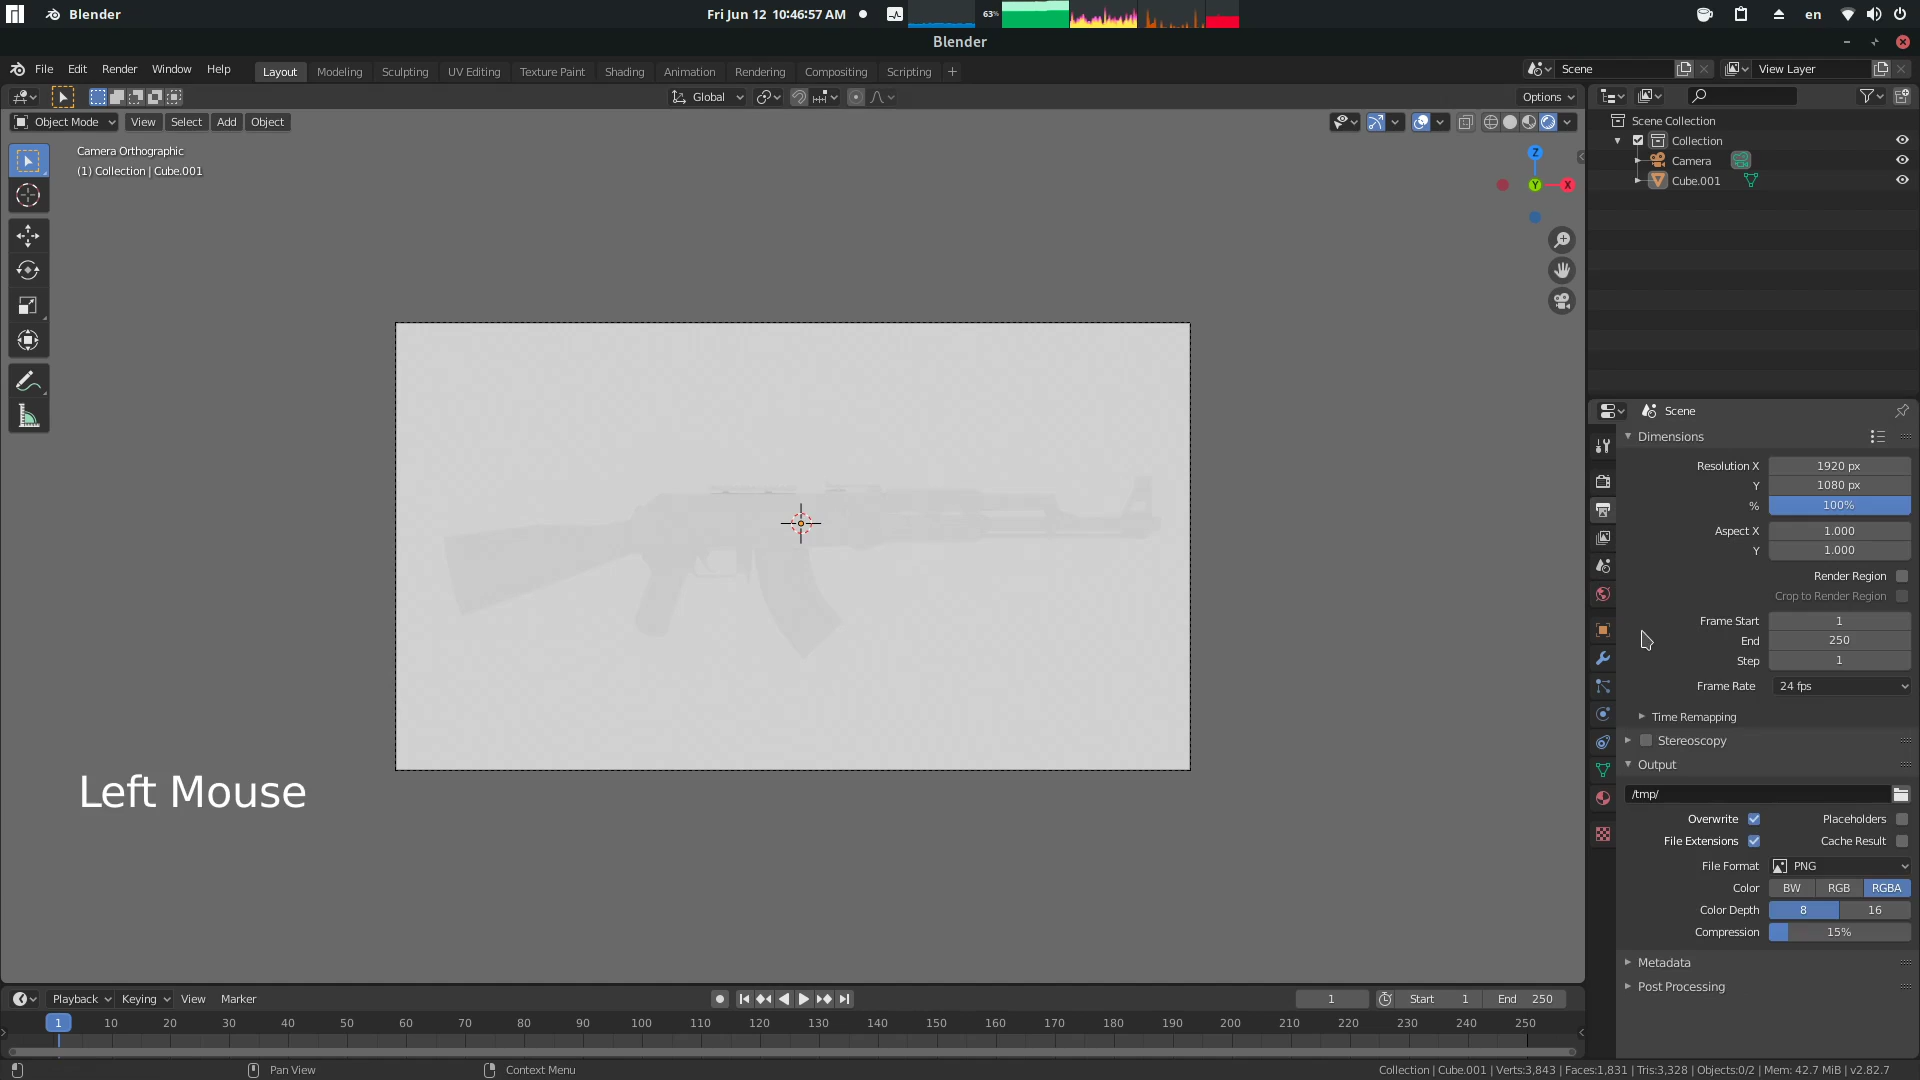 Blender
Fri Jun 12 10:46:57 AM
63%
en
Blender
File Edit Render Window Help
Layout Modeling Sculpting UV Editing Texture Paint Shading Animation Rendering Compositing Scripting +
Scene
View Layer
Global
Options
Object Mode View Select Add Object
Camera Orthographic
(1) Collection | Cube.001
Z
Y
X
Scene Collection
Collection
Camera
Cube.001
Scene
Dimensions
Resolution X 1920 px
Y 1080 px
% 100%
Aspect X 1.000
Y 1.000
Render Region
Crop to Render Region
Frame Start 1
End 250
Step 1
Frame Rate 24 fps
Time Remapping
Stereoscopy
Output
/tmp/
Overwrite Placeholders
File Extensions Cache Result
File Format PNG
Color BW RGB RGBA
Color Depth 8 16
Compression 15%
Metadata
Post Processing
Left Mouse
Playback Keying View Marker
1 Start 1 End 250
1 10 20 30 40 50 60 70 80 90 100 110 120 130 140 150 160 170 180 190 200 210 220 230 240 250
Pan View
Context Menu
Collection | Cube.001 | Verts:3,843 | Faces:1,831 | Tris:3,328 | Objects:0/2 | Mem: 42.7 MiB | v2.82.7